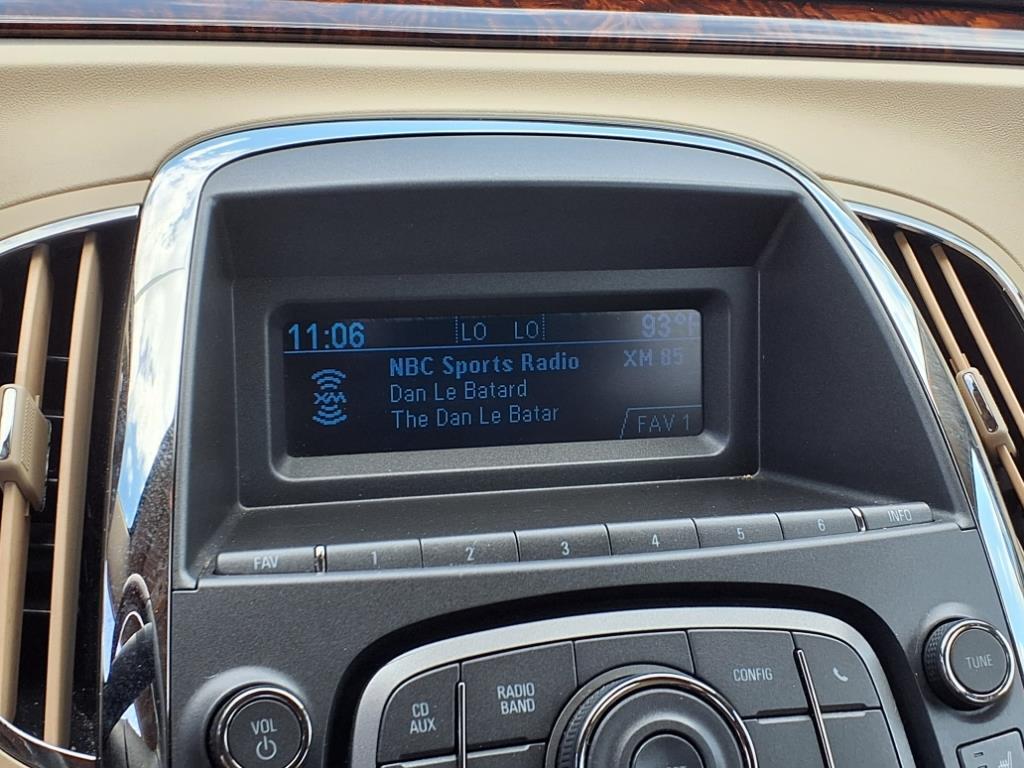 11:06 LO LO 93°F
NBC Sports Radio XM 85
XM Dan Le Batard
The Dan Le Batar
FAV 1
FAV 1 2 3 4 5 6 INFO
CD AUX
RADIO BAND
CONFIG
TUNE
VOL